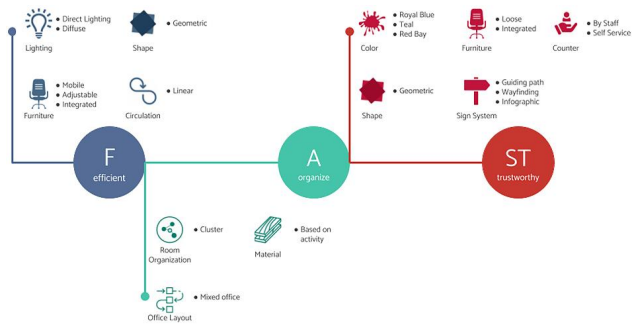 • Direct Lighting
• Diffuse
Lighting
• Geometric
Shape
• Mobile
• Adjustable
• Integrated
Furniture
• Linear
Circulation
• Royal Blue
• Teal
• Red Bay
Color
• Loose
• Integrated
Furniture
• By Staff
• Self Service
Counter
• Geometric
Shape
• Guiding path
• Wayfinding
• Infographic
Sign System
F
efficient
A
organize
ST
trustworthy
• Cluster
Room
Organization
• Based on
activity
Material
• Mixed office
Office Layout